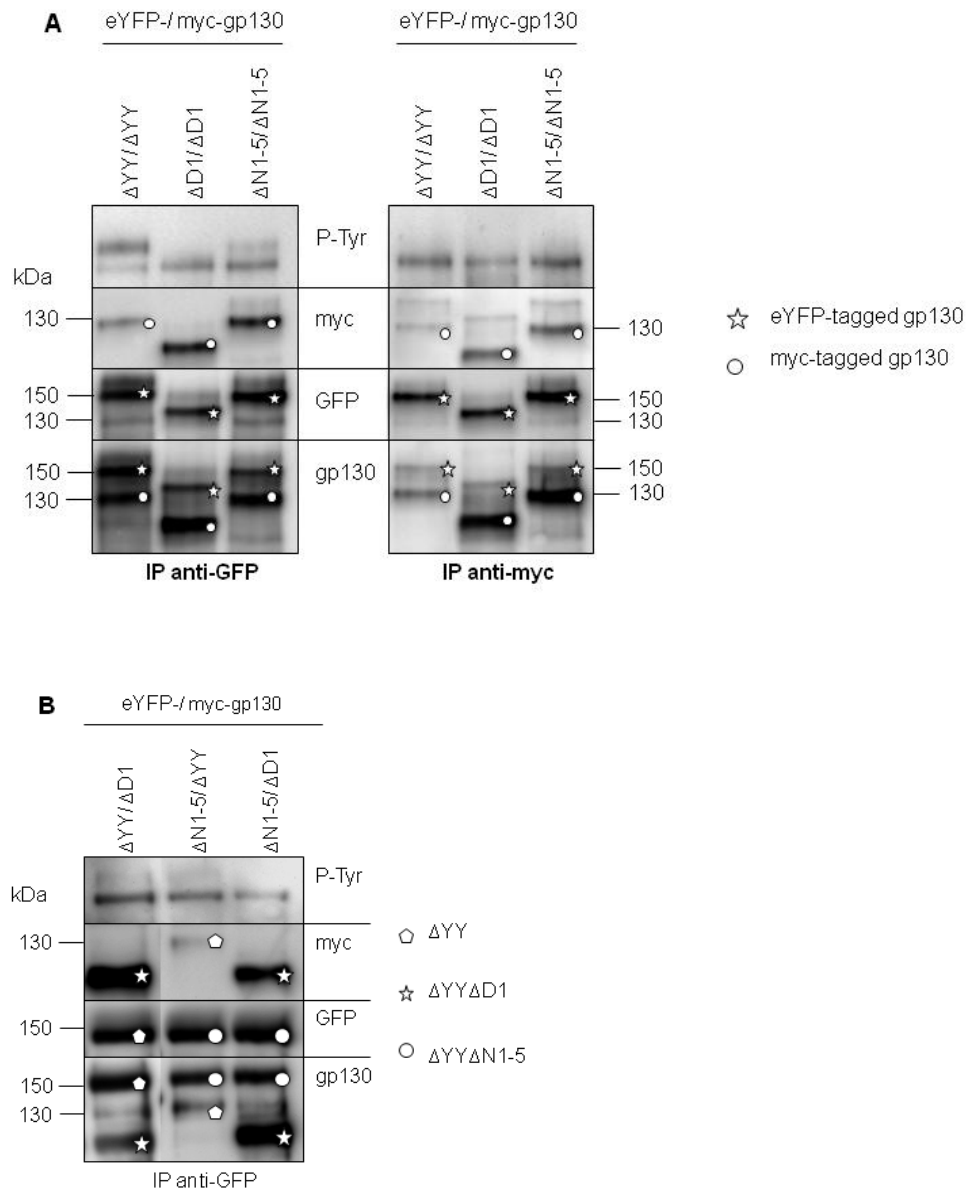 A
eYFP-/ myc-gp130
eYFP-/ myc-gp130
ΔYY/ΔYY
ΔD1/ΔD1
ΔN1-5/ΔN1-5
ΔYY/ΔYY
ΔD1/ΔD1
ΔN1-5/ΔN1-5
kDa
P-Tyr
130
myc
130
150
130
GFP
150
130
150
130
gp130
150
130
IP anti-GFP
IP anti-myc
eYFP-tagged gp130
myc-tagged gp130
B
eYFP-/ myc-gp130
ΔYY/ΔD1
ΔN1-5/ΔYY
ΔN1-5/ΔD1
kDa
P-Tyr
130
myc
150
GFP
150
130
gp130
IP anti-GFP
ΔYY
ΔYYΔD1
ΔYYΔN1-5